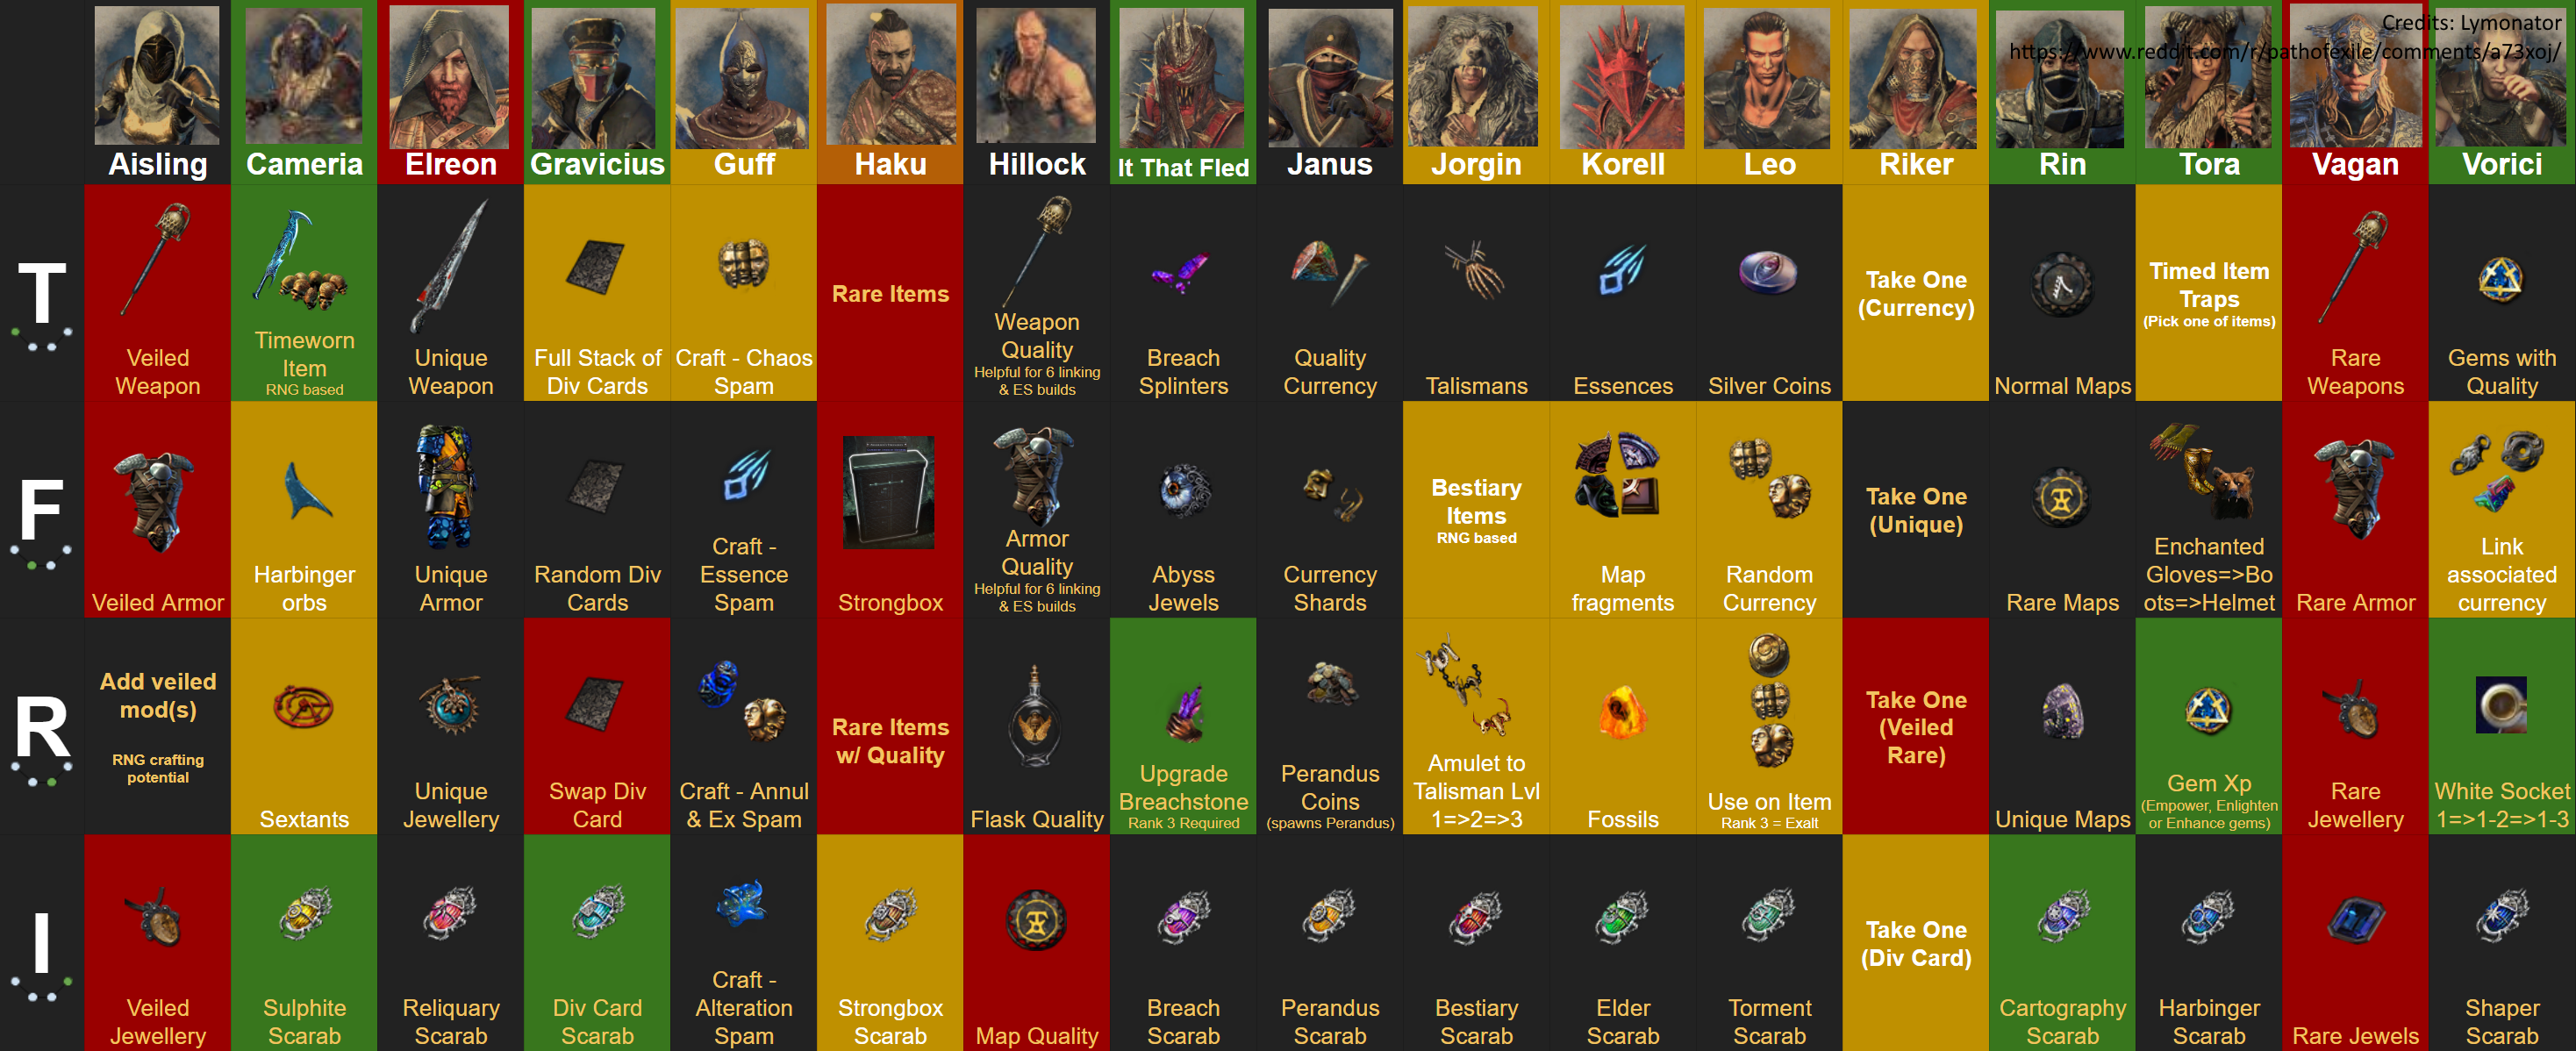 Credits: Lymonator
https://www.reddit.com/r/pathofexile/comments/a73xoj/
Aisling
Cameria
Elreon
Gravicius
Guff
Haku
Hillock
It That Fled
Janus
Jorgin
Korell
Leo
Riker
Rin
Tora
Vagan
Vorici
T
Veiled
Weapon
Timeworn
Item
RNG based
Unique
Weapon
Full Stack of
Div Cards
Craft - Chaos
Spam
Rare Items
Weapon
Quality
Helpful for 6 linking
& ES builds
Breach
Splinters
Quality
Currency
Talismans
Essences
Silver Coins
Take One
(Currency)
Normal Maps
Timed Item
Traps
(Pick one of items)
Rare
Weapons
Gems with
Quality
F
Veiled Armor
Harbinger
orbs
Unique
Armor
Random Div
Cards
Craft -
Essence
Spam
Strongbox
Armor
Quality
Helpful for 6 linking
& ES builds
Abyss
Jewels
Currency
Shards
Bestiary
Items
RNG based
Map
fragments
Random
Currency
Take One
(Unique)
Rare Maps
Enchanted
Gloves=>Bo
ots=>Helmet
Rare Armor
Link
associated
currency
R
Add veiled
mod(s)
RNG crafting
potential
Sextants
Unique
Jewellery
Swap Div
Card
Craft - Annul
& Ex Spam
Rare Items
w/ Quality
Flask Quality
Upgrade
Breachstone
Rank 3 Required
Perandus
Coins
(spawns Perandus)
Amulet to
Talisman Lvl
1=>2=>3
Fossils
Use on Item
Rank 3 = Exalt
Take One
(Veiled
Rare)
Unique Maps
Gem Xp
(Empower, Enlighten
or Enhance gems)
Rare
Jewellery
White Socket
1=>1-2=>1-3
I
Veiled
Jewellery
Sulphite
Scarab
Reliquary
Scarab
Div Card
Scarab
Craft -
Alteration
Spam
Strongbox
Scarab
Map Quality
Breach
Scarab
Perandus
Scarab
Bestiary
Scarab
Elder
Scarab
Torment
Scarab
Take One
(Div Card)
Cartography
Scarab
Harbinger
Scarab
Rare Jewels
Shaper
Scarab